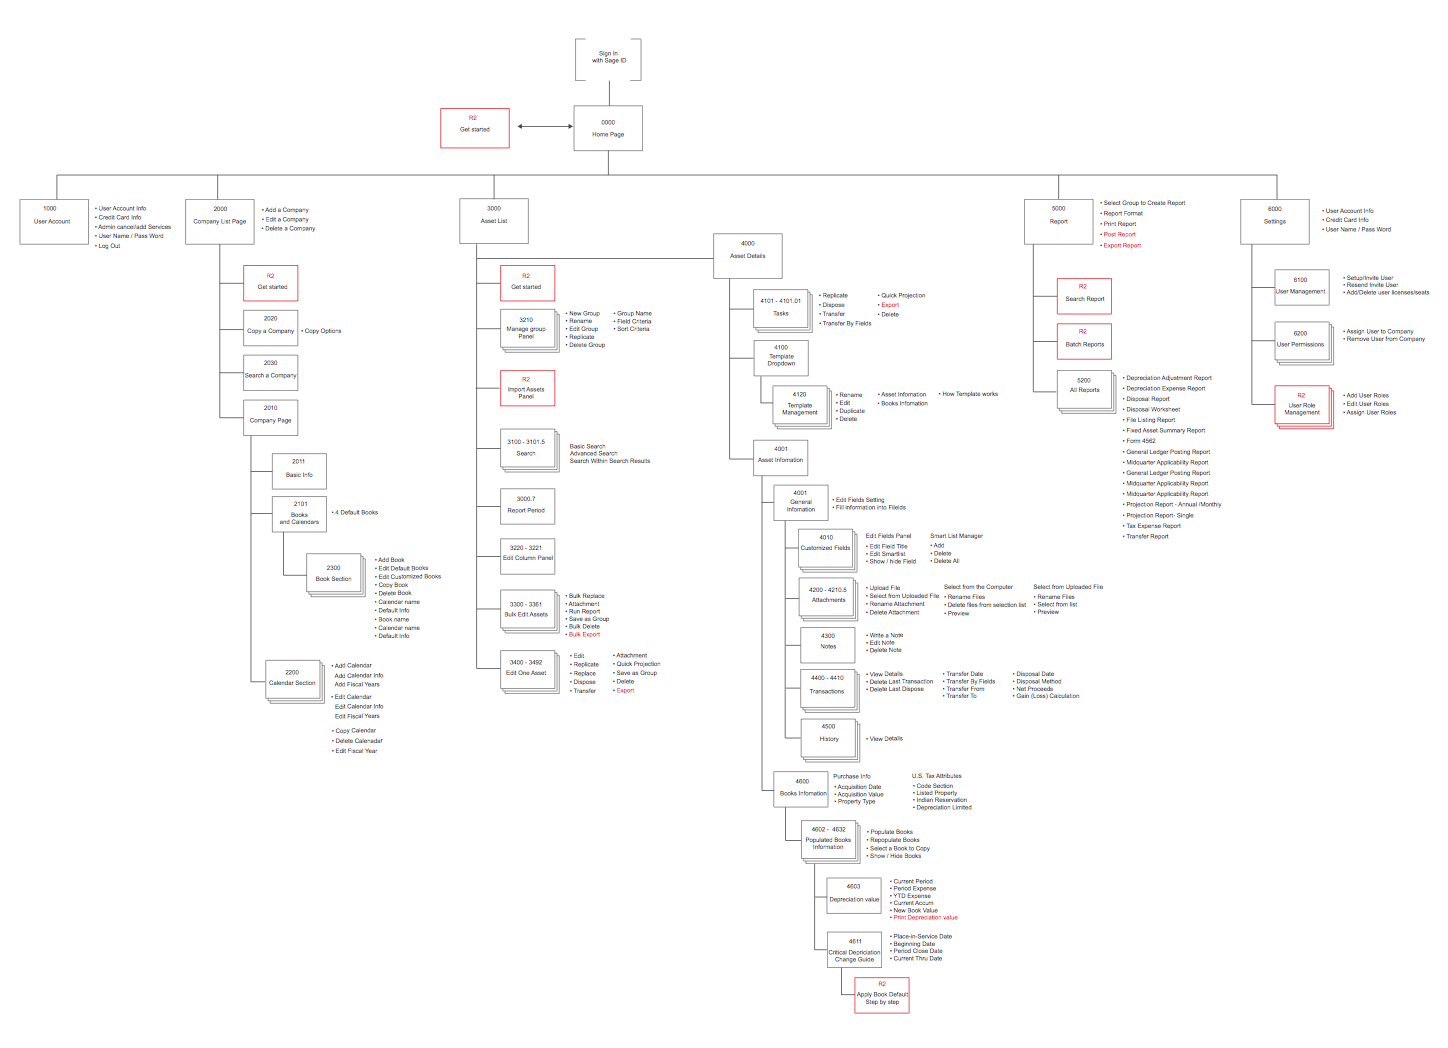 Sign In
with Sage ID
R2
Get started
0000
Home Page
1000
User Account
• User Account Info
• Credit Card Info
• Admin cancel/add Services
• User Name / Pass Word
• Log Out
2000
Company List Page
• Add a Company
• Edit a Company
• Delete a Company
R2
Get started
2020
Copy a Company
• Copy Options
2030
Search a Company
2010
Company Page
2011
Basic Info
2101
Books
and Calendars
• 4 Default Books
2300
Book Section
• Add Book
• Edit Default Books
• Edit Customized Books
• Copy Book
• Delete Book
• Calendar name
• Default Info
• Book name
• Calendar name
• Default Info
2200
Calendar Section
• Add Calendar
Add Calendar Info
Add Fiscal Years
• Edit Calendar
Edit Calendar Info
Edit Fiscal Years
• Copy Calendar
• Delete Calenadar
• Edit Fiscal Year
3000
Asset List
R2
Get started
3210
Manage group
Panel
• New Group
• Rename
• Edit Group
• Replicate
• Delete Group
• Group Name
• Field Criteria
• Sort Criteria
R2
Import Assets
Panel
3100 - 3101.5
Search
Basic Search
Advanced Search
Search Within Search Results
3000.7
Report Period
3220 - 3221
Edit Column Panel
3300 - 3361
Bulk Edit Assets
• Bulk Replace
• Attachment
• Run Report
• Save as Group
• Bulk Delete
• Bulk Export
3400 - 3492
Edit One Asset
• Edit
• Replicate
• Replace
• Dispose
• Transfer
• Attachment
• Quick Projection
• Save as Group
• Delete
• Export
4000
Asset Details
4101 - 4101.01
Tasks
• Replicate
• Dispose
• Transfer
• Transfer By Fields
• Quick Projection
• Export
• Delete
4100
Template
Dropdown
4120
Template
Management
• Rename
• Edit
• Duplicate
• Delete
• Asset Infomation
• Books Infomation
• How Template works
4001
Asset Infomation
4001
General
Infomation
• Edit Fields Setting
• Fill information into Fileids
4010
Customized Fields
Edit Fields Panel
• Edit Field Title
• Edit Smartlist
• Show / hide Field
Smart List Manager
• Add
• Delete
• Delete All
4200 - 4210.5
Attachments
• Upload File
• Select from Uploaded File
• Rename Attachment
• Delete Attachment
Select from the Computer
• Rename Files
• Delete files from selection list
• Preview
Select from Uploaded File
• Rename Files
• Select from list
• Preview
4300
Notes
• Write a Note
• Edit Note
• Delete Note
4400 - 4410
Transactions
• View Details
• Delete Last Transaction
• Delete Last Dispose
• Transfer Date
• Transfer By Fields
• Transfer From
• Transfer To
• Disposal Date
• Disposal Method
• Net Proceeds
• Gain (Loss) Calculation
4500
History
• View Details
4600
Books Infomation
Purchase Info
• Acquisition Date
• Acquisition Value
• Property Type
U.S. Tax Attributes
• Code Section
• Listed Property
• Indian Reservation
• Depreciation Limited
4602 - 4632
Populated Books
Information
• Populate Books
• Repopulate Books
• Select a Book to Copy
• Show / Hide Books
4603
Depreciation value
• Current Period
• Period Expense
• YTD Expense
• Current Accum
• New Book Value
• Print Depreciation value
4611
Critical Depriciation
Change Guide
• Place-in-Service Date
• Beginning Date
• Period Close Date
• Current Thru Date
R2
Apply Book Default
Step by step
5000
Report
• Select Group to Create Report
• Report Format
• Print Report
• Post Report
• Export Report
R2
Search Report
R2
Batch Reports
5200
All Reports
• Depreciation Adjustment Report
• Depreciation Expense Report
• Disposal Report
• Disposal Worksheet
• File Listing Report
• Fixed Asset Summary Report
• Form 4562
• General Ledger Posting Report
• Midquarter Applicability Report
• General Ledger Posting Report
• Midquarter Applicability Report
• Midquarter Applicability Report
• Projection Report - Annual /Monthy
• Projection Report- Single
• Tax Expense Report
• Transfer Report
6000
Settings
• User Account Info
• Credit Card Info
• User Name / Pass Word
6100
User Management
• Setup/Invite User
• Resend Invite User
• Add/Delete user licenses/seats
6200
User Permissions
• Assign User to Company
• Remove User from Company
R2
User Role
Management
• Add User Roles
• Edit User Roles
• Assign User Roles